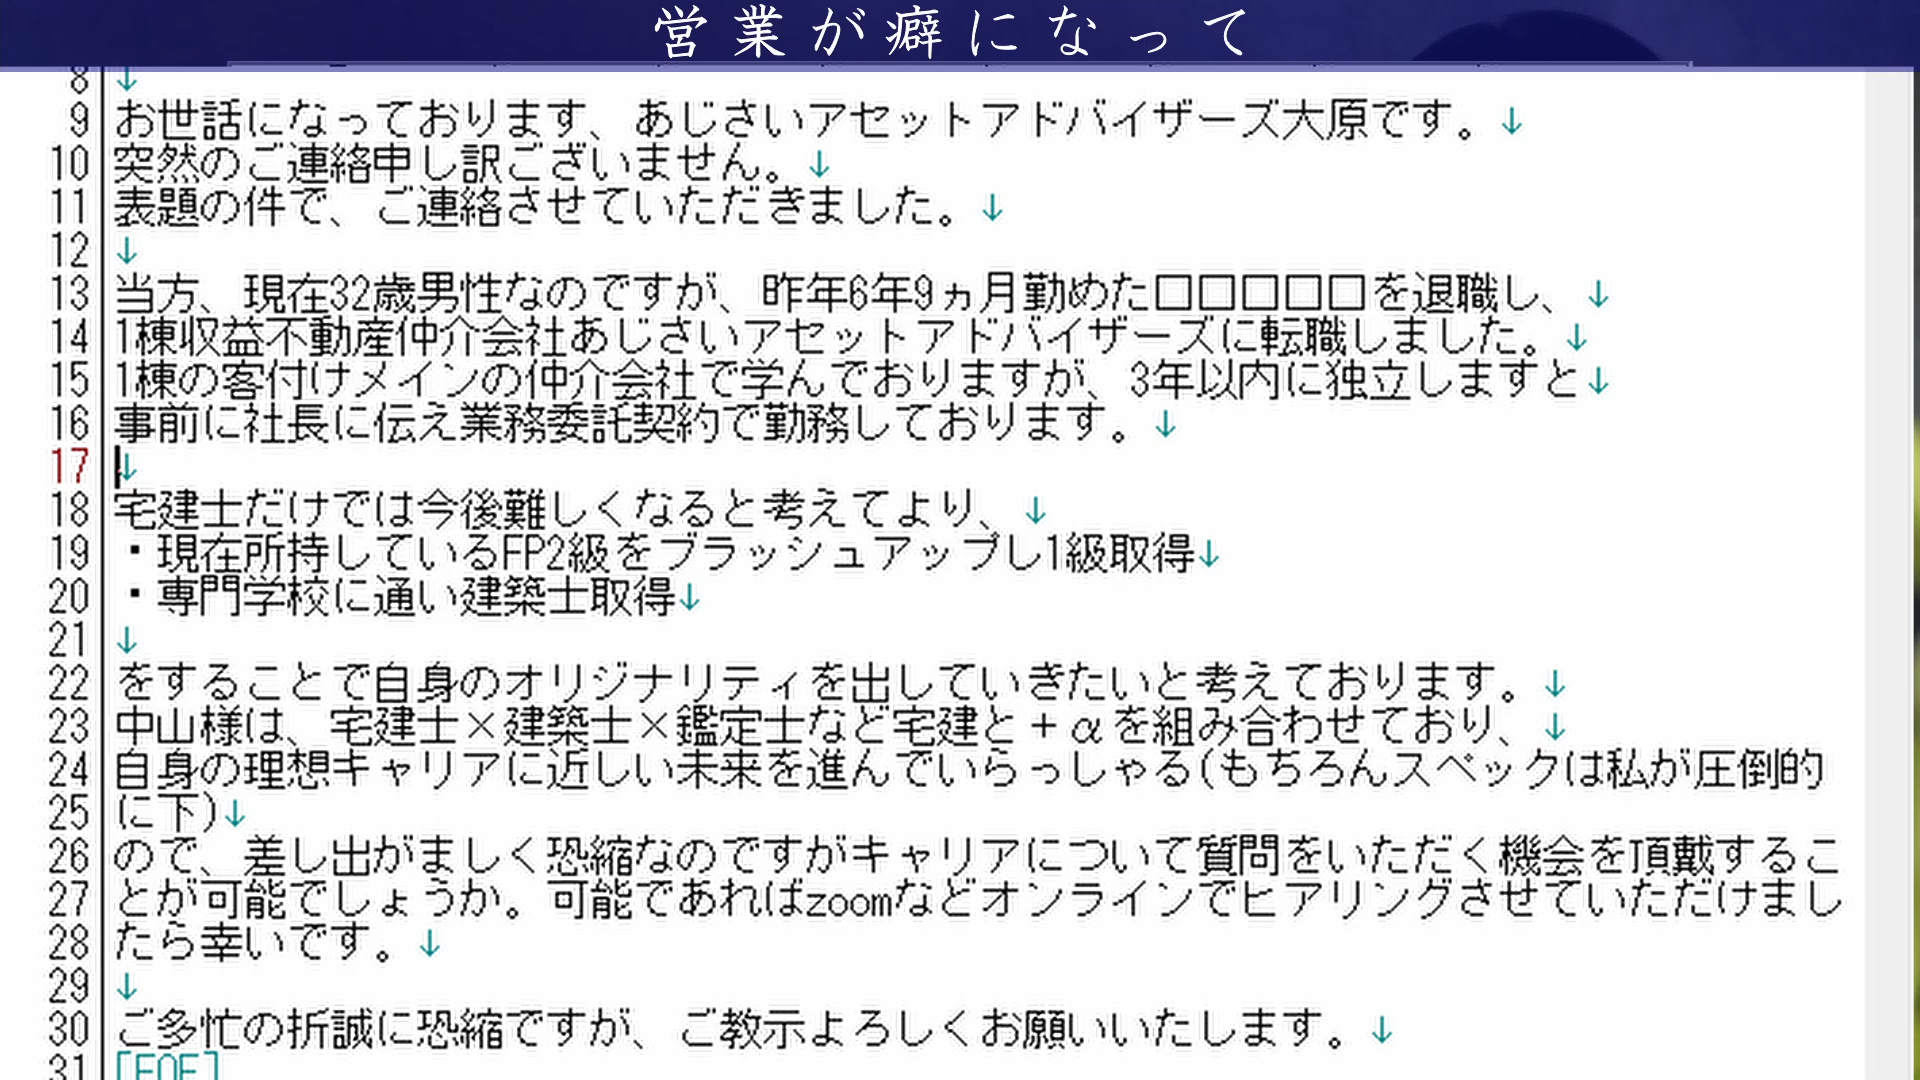 営業が癖になって
8↓
9 お世話になっております、あじさいアセットアドバイザーズ大原です。↓
10 突然のご連絡申し訳ございません。↓
11 表題の件で、ご連絡させていただきました。↓
12 ↓
13 当方、現在32歳男性なのですが、昨年6年9ヵ月勤めた□□□□□を退職し、↓
14 1棟収益不動産仲介会社あじさいアセットアドバイザーズに転職しました。↓
15 1棟の客付けメインの仲介会社で学んでおりますが、3年以内に独立しますと↓
16 事前に社長に伝え業務委託契約で勤務しております。↓
17 ↓
18 宅建士だけでは今後難しくなると考えてより、↓
19 ・現在所持しているFP2級をブラッシュアップし1級取得↓
20 ・専門学校に通い建築士取得↓
21 ↓
22 をすることで自身のオリジナリティを出していきたいと考えております。↓
23 中山様は、宅建士×建築士×鑑定士など宅建と+αを組み合わせており、↓
24 自身の理想キャリアに近しい未来を進んでいらっしゃる(もちろんスペックは私が圧倒的
25 に下)↓
26 ので、差し出がましく恐縮なのですがキャリアについて質問をいただく機会を頂戴するこ
27 とが可能でしょうか。可能であればzoomなどオンラインでヒアリングさせていただけまし
28 たら幸いです。↓
29 ↓
30 ご多忙の折誠に恐縮ですが、ご教示よろしくお願いいたします。↓
31 [EOF]